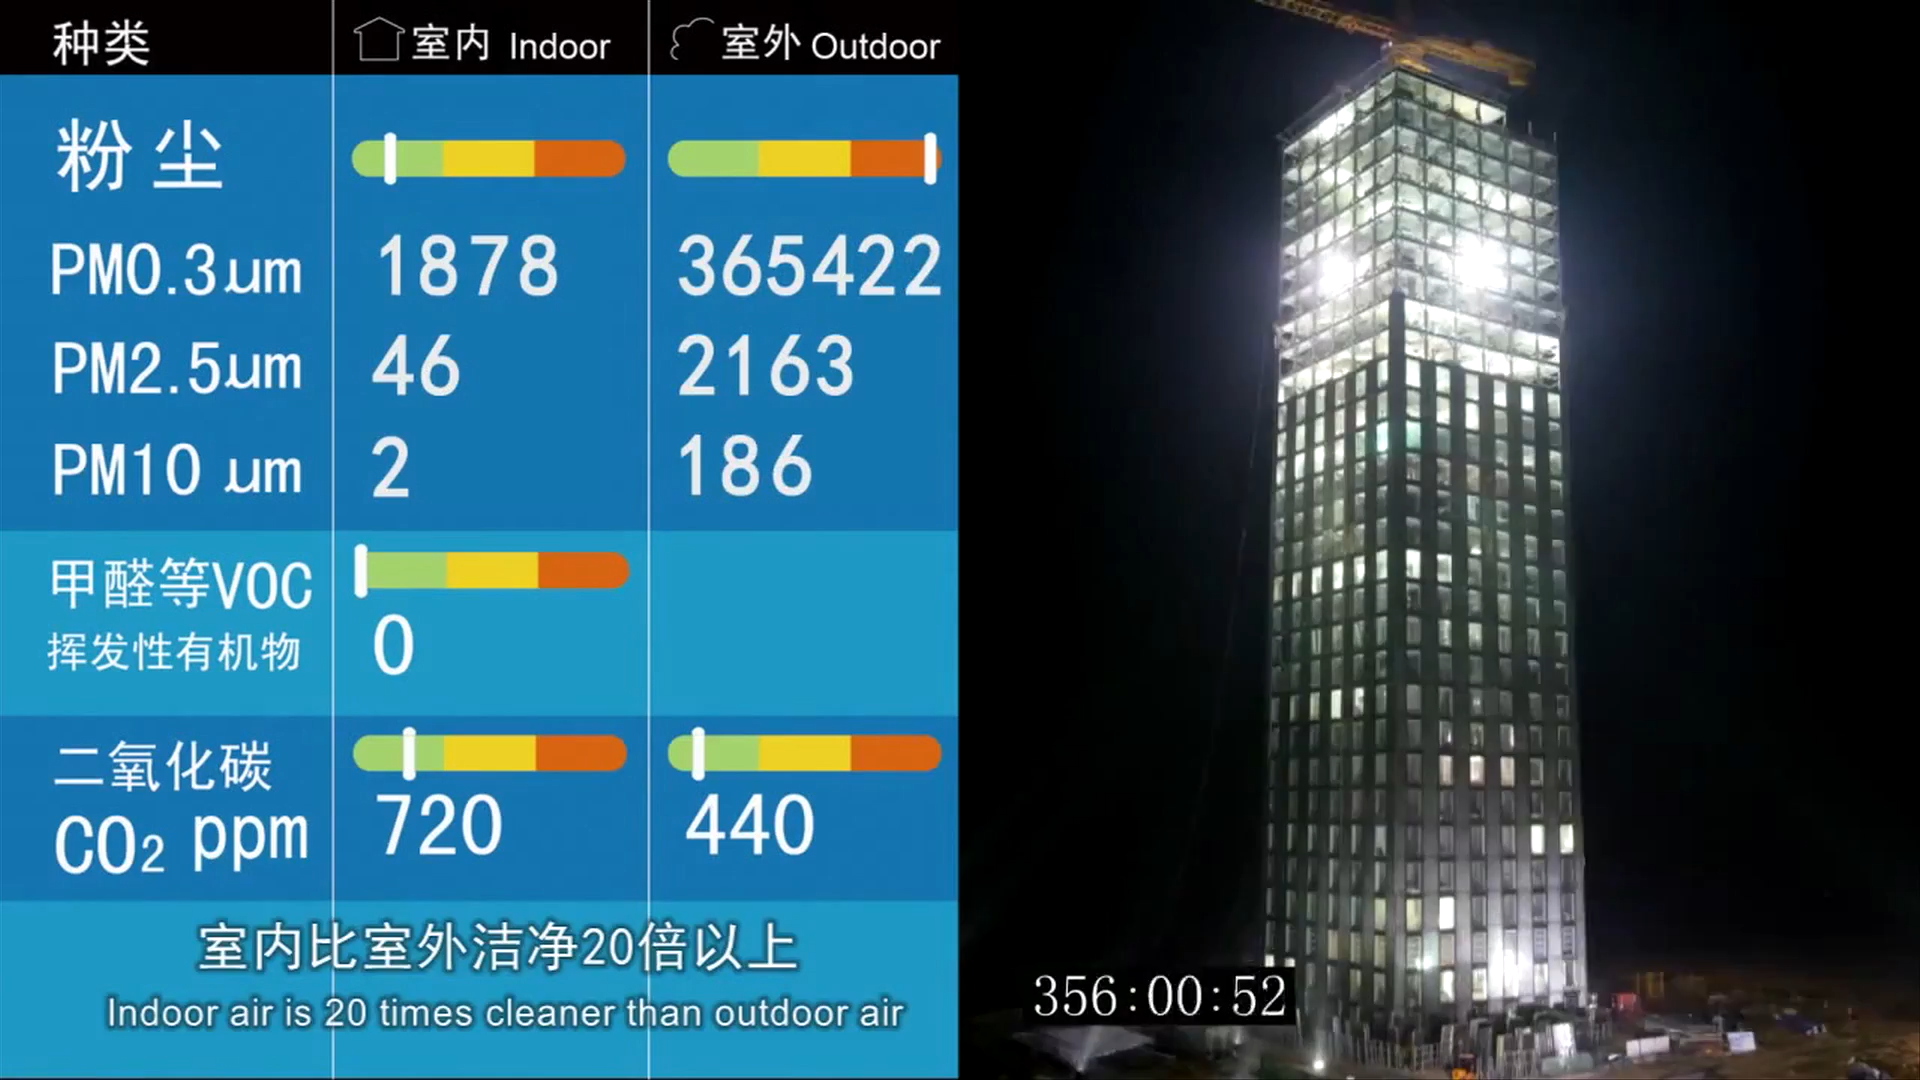 种类 室内 Indoor 室外 Outdoor
粉尘
PM0.3um 1878 365422
PM2.5um 46 2163
PM10 um 2 186
甲醛等VOC
挥发性有机物 0
二氧化碳
CO₂ ppm 720 440
室内比室外洁净20倍以上
Indoor air is 20 times cleaner than outdoor air
356:00:52